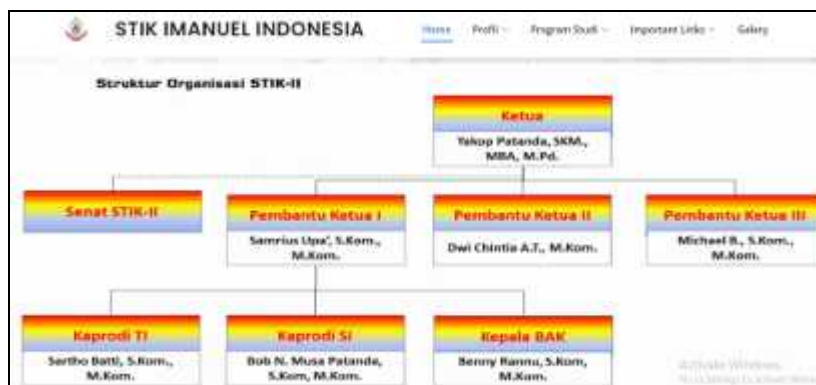 STIK IMANUEL INDONESIA
Home Profil Program Studi Important Links Galery
Struktur Organisasi STIK-II
Ketua
Yakop Patanda, SKM.,
MBA, M.Pd.
Senat STIK-II
Pembantu Ketua I
Samrius Upa', S.Kom.,
M.Kom.
Pembantu Ketua II
Dwi Chintia A.T., M.Kom.
Pembantu Ketua III
Michael B., S.Kom.,
M.Kom.
Kaprodi TI
Sertho Batti, S.Kom.,
M.Kom.
Kaprodi SI
Bob N. Musa Patanda,
S.Kom, M.Kom.
Kepala BAK
Benny Rannu, S.Kom,
M.Kom.
Activate Windows